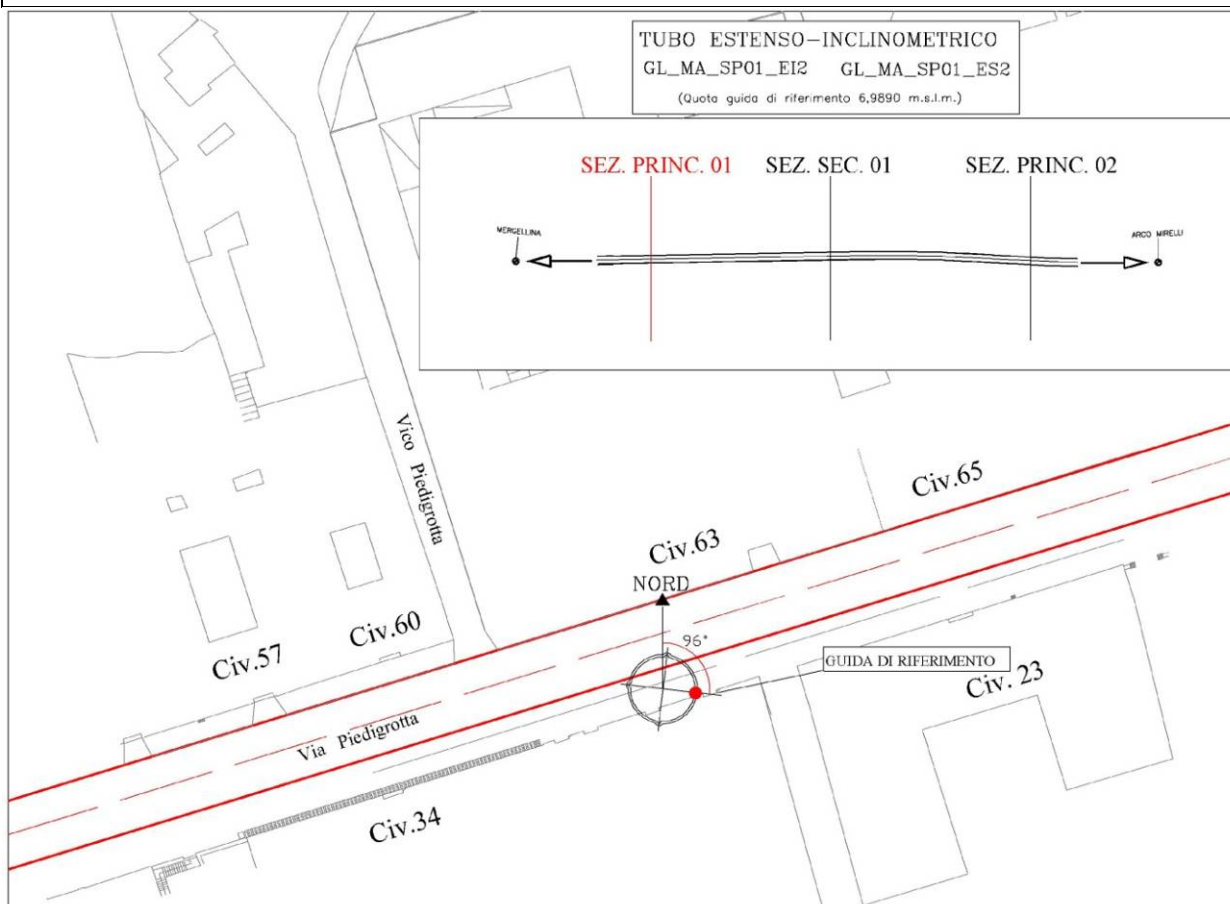 TUBO ESTENSO-INCLINOMETRICO
GL_MA_SP01_EI2 GL_MA_SP01_ES2
(Quota guida di riferimento 6,9890 m.s.l.m.)
SEZ. PRINC. 01 SEZ. SEC. 01 SEZ. PRINC. 02
MERGELLINA
ARCO MIRELLI
Vico Piedigrotta
Civ.65
Civ.63
NORD
96°
Civ.60
Civ.57
GUIDA DI RIFERIMENTO
Civ. 23
Via Piedigrotta
Civ.34